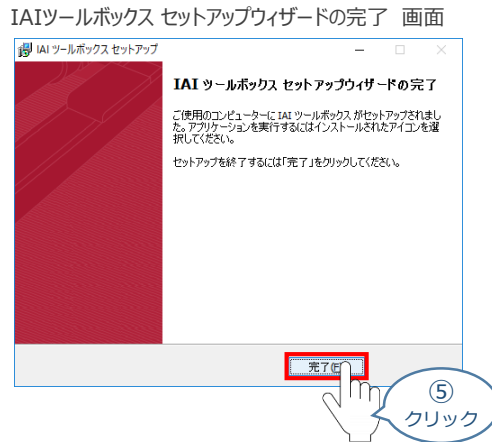 IAIツールボックス セットアップウィザードの完了 画面
IAI ツールボックス セットアップ
IAI ツールボックス セットアップウィザードの完了
ご使用のコンピューターに IAI ツールボックス がセットアップされまし
た。アプリケーションを実行するにはインストールされたアイコンを選
択してください。
セットアップを終了するには「完了」をクリックしてください。
完了(F)
⑤
クリック